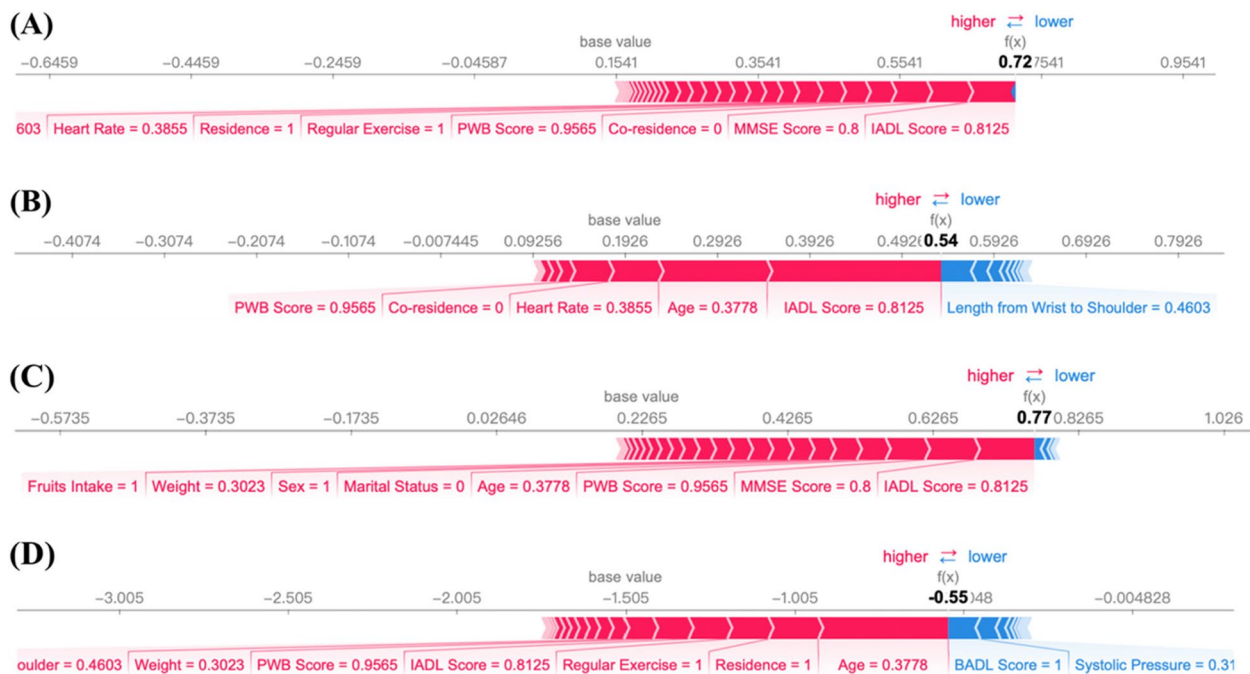 (A)
higher lower
base value f(x)
−0.6459 −0.4459 −0.2459 −0.04587 0.1541 0.3541 0.5541 0.72 7541 0.9541
603 Heart Rate = 0.3855 Residence = 1 Regular Exercise = 1 PWB Score = 0.9565 Co-residence = 0 MMSE Score = 0.8 IADL Score = 0.8125
(B)
higher lower
base value f(x)
−0.4074 −0.3074 −0.2074 −0.1074 −0.007445 0.09256 0.1926 0.2926 0.3926 0.4926 0.54 0.5926 0.6926 0.7926
PWB Score = 0.9565 Co-residence = 0 Heart Rate = 0.3855 Age = 0.3778 IADL Score = 0.8125 Length from Wrist to Shoulder = 0.4603
(C)
higher lower
base value f(x)
−0.5735 −0.3735 −0.1735 0.02646 0.2265 0.4265 0.6265 0.77 0.8265 1.026
Fruits Intake = 1 Weight = 0.3023 Sex = 1 Marital Status = 0 Age = 0.3778 PWB Score = 0.9565 MMSE Score = 0.8 IADL Score = 0.8125
(D)
higher lower
base value f(x)
−3.005 −2.505 −2.005 −1.505 −1.005 -0.55 048 −0.004828
oulder = 0.4603 Weight = 0.3023 PWB Score = 0.9565 IADL Score = 0.8125 Regular Exercise = 1 Residence = 1 Age = 0.3778 BADL Score = 1 Systolic Pressure = 0.31